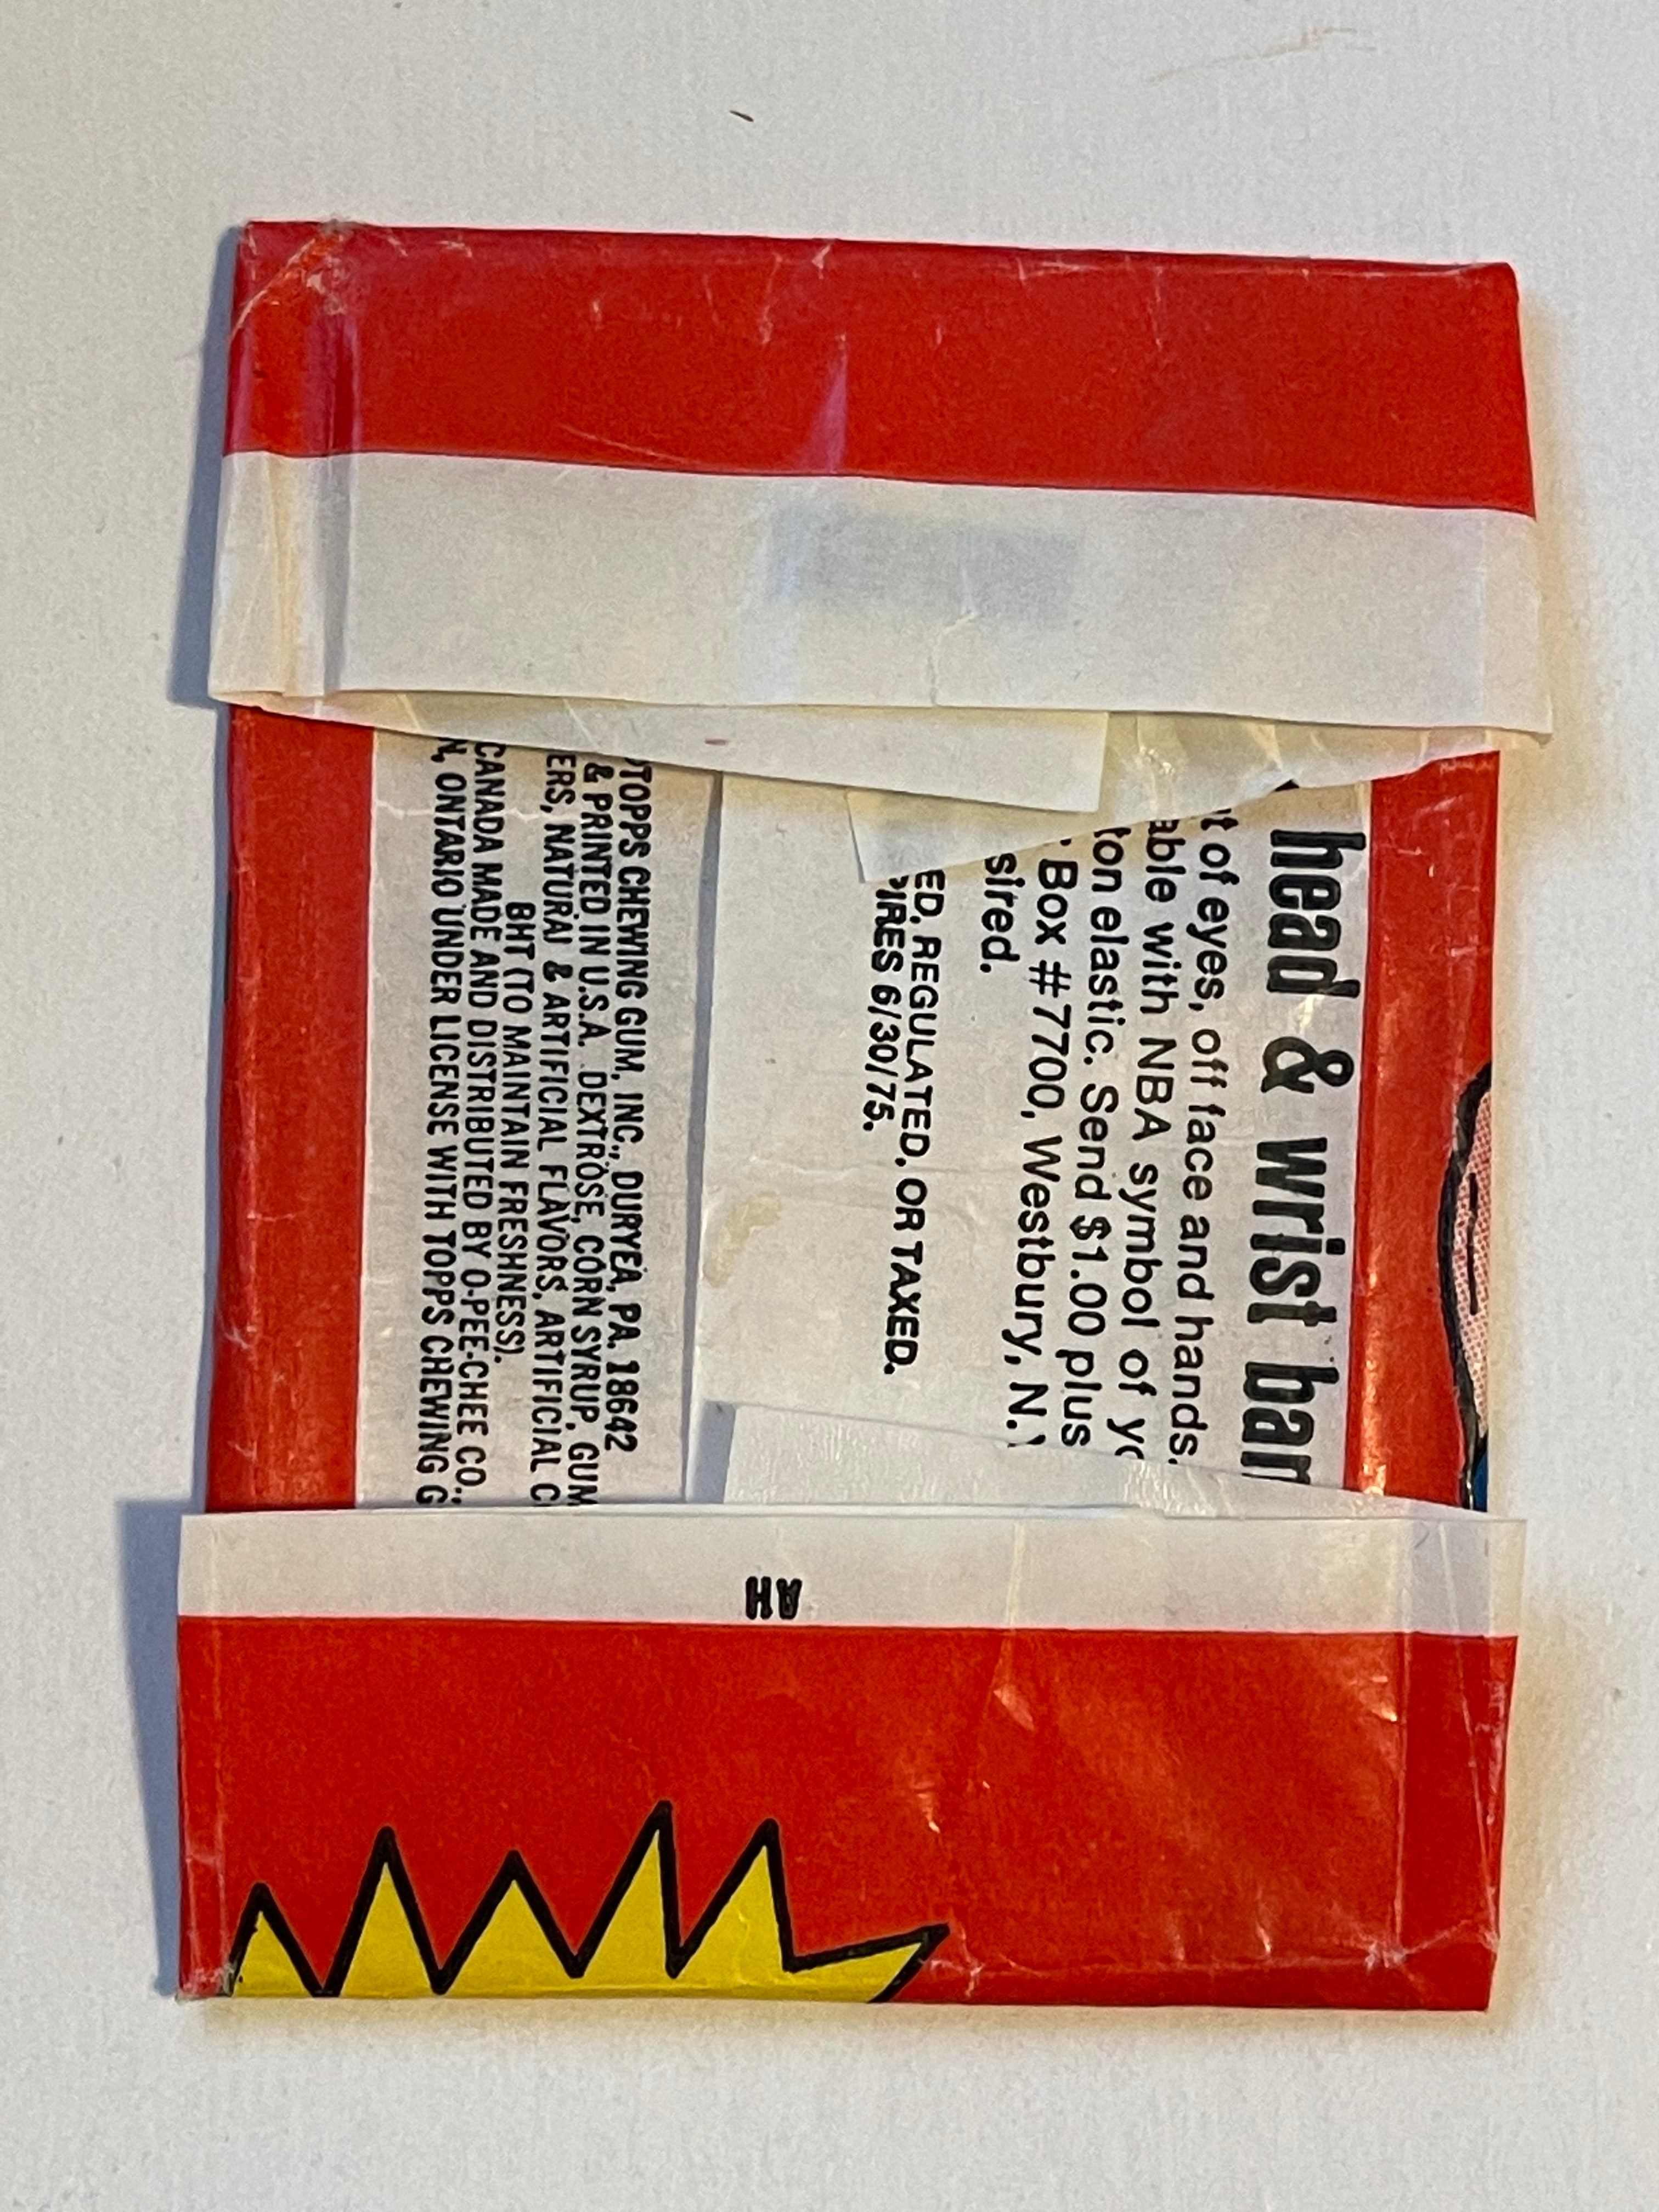 head & wrist ban
t of eyes, off face and hands.
able with NBA symbol of yo
ton elastic. Send $1.00 plus
Box #7700, Westbury, N.Y
sired.
ED, REGULATED, OR TAXED.
PIRES 6/30/75.
TOPPS CHEWING GUM, INC., DURYEA, PA. 18642
& PRINTED IN U.S.A. DEXTROSE, CORN SYRUP, GUM
ERS, NATURAL & ARTIFICIAL FLAVORS, ARTIFICIAL C
BHT (TO MAINTAIN FRESHNESS).
CANADA MADE AND DISTRIBUTED BY O-PEE-CHEE CO.,
N, ONTARIO UNDER LICENSE WITH TOPPS CHEWING G